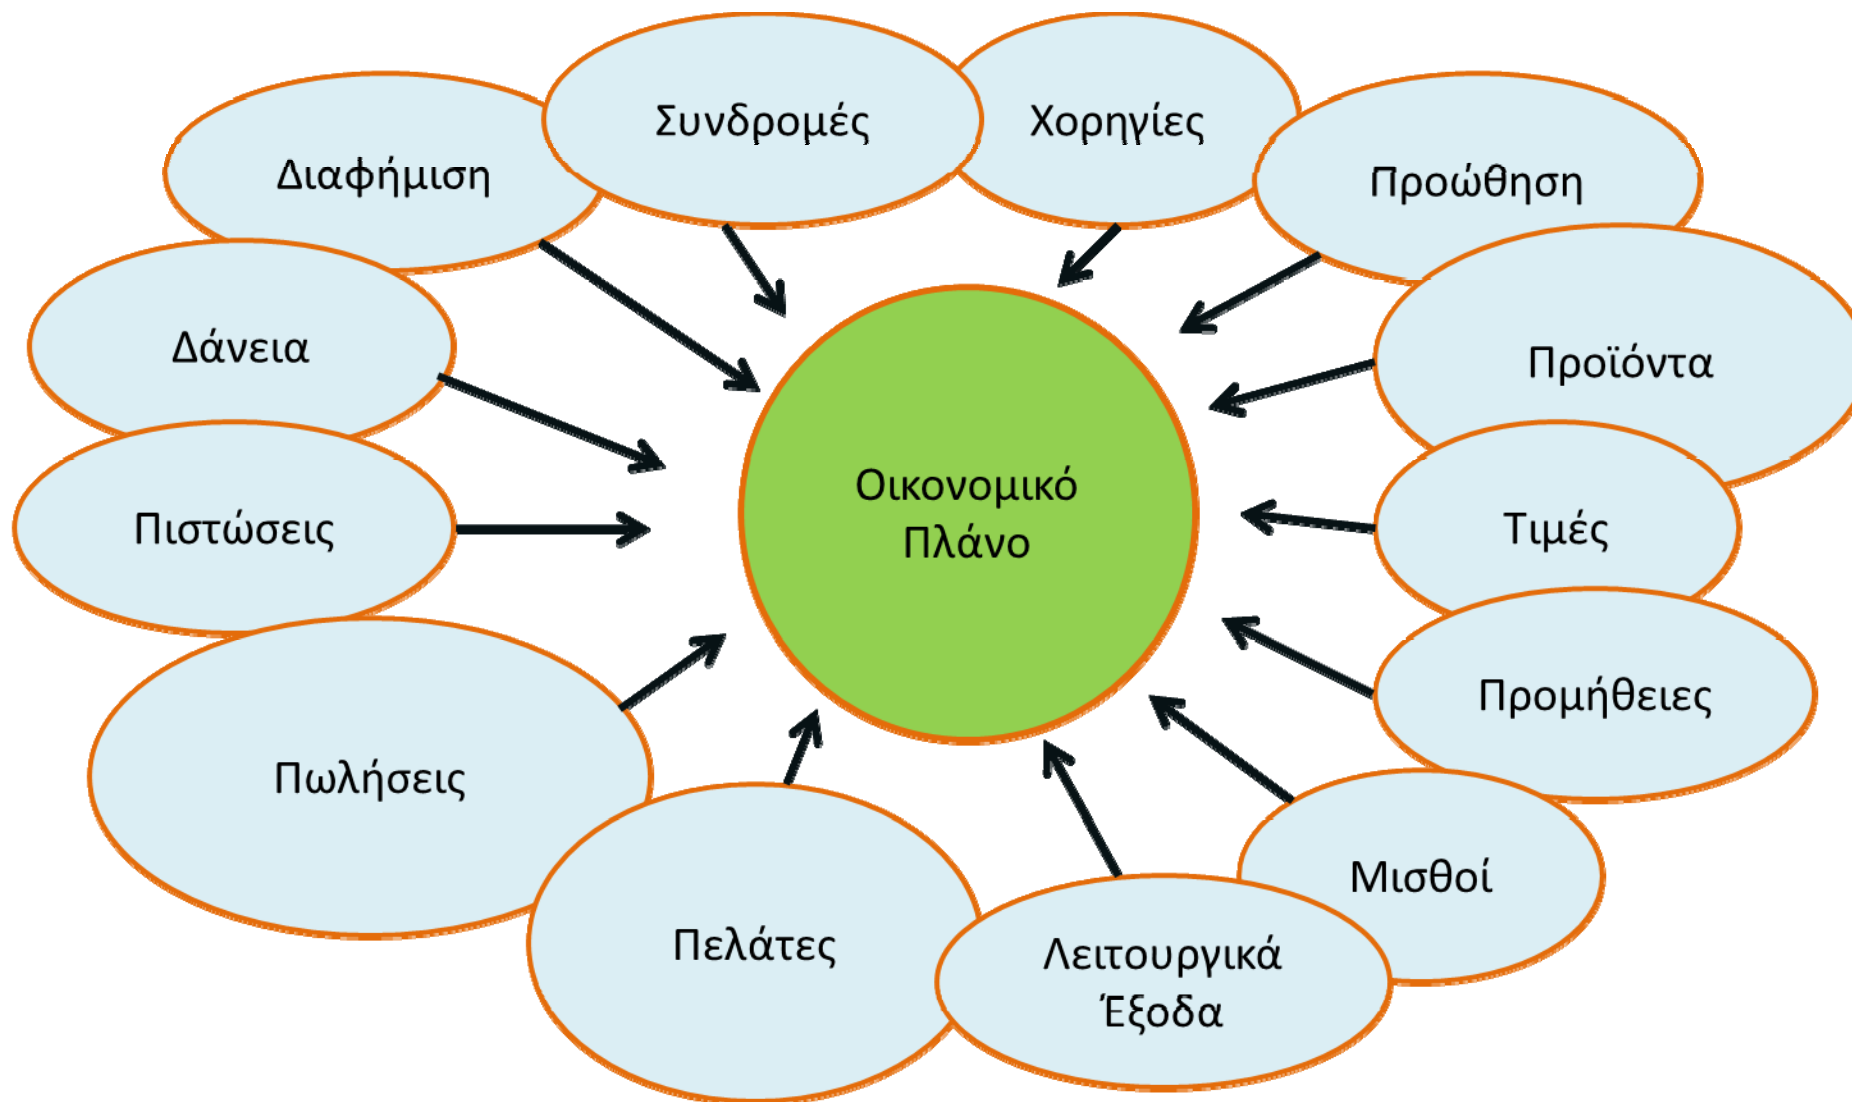 Συνδρομές
Χορηγίες
Διαφήμιση
Προώθηση
Δάνεια
Προϊόντα
Οικονομικό
Πλάνο
Πιστώσεις
Τιμές
Προμήθειες
Πωλήσεις
Μισθοί
Πελάτες
Λειτουργικά
Έξοδα